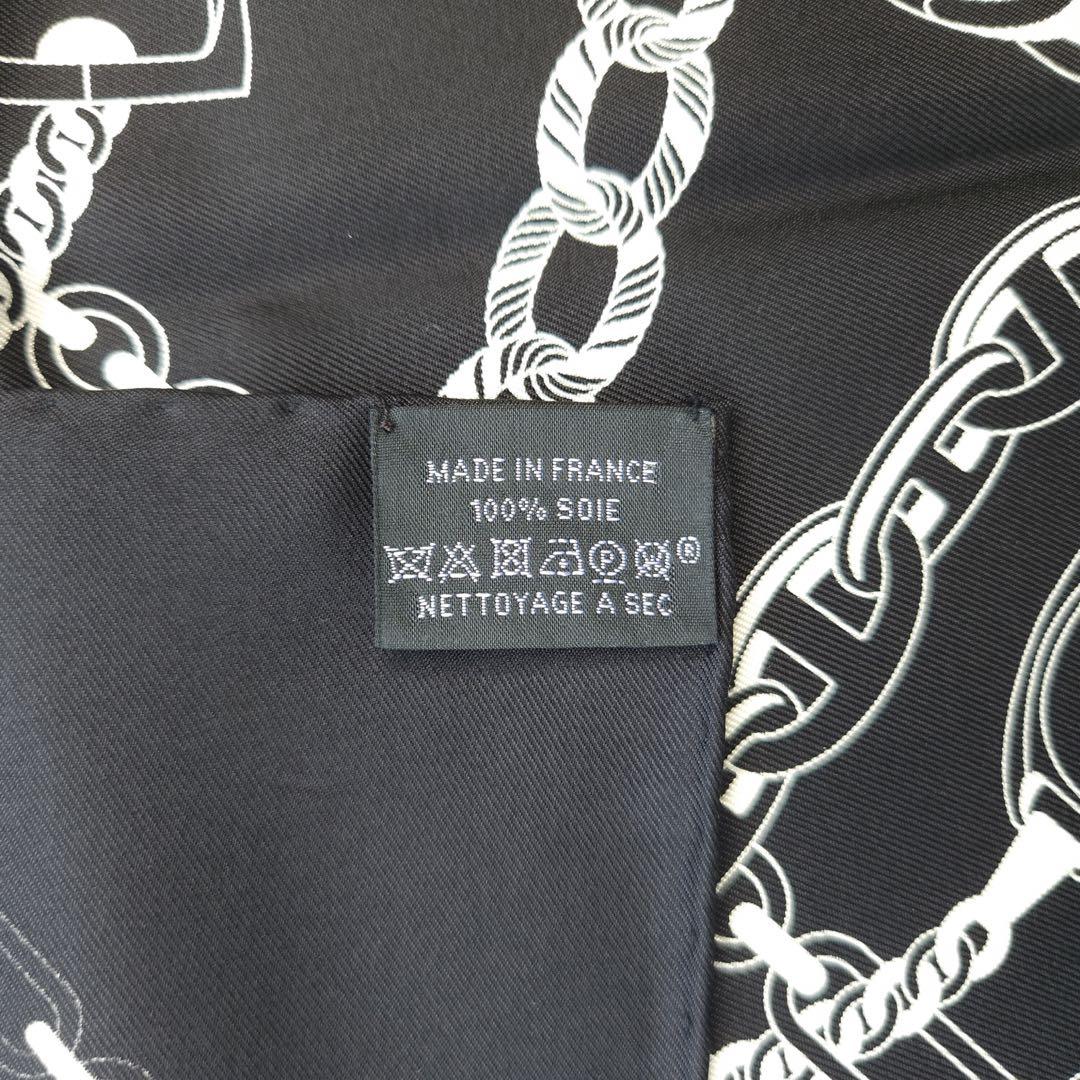 MADE IN FRANCE
100% SOIE
P ®
NETTOYAGE A SEC